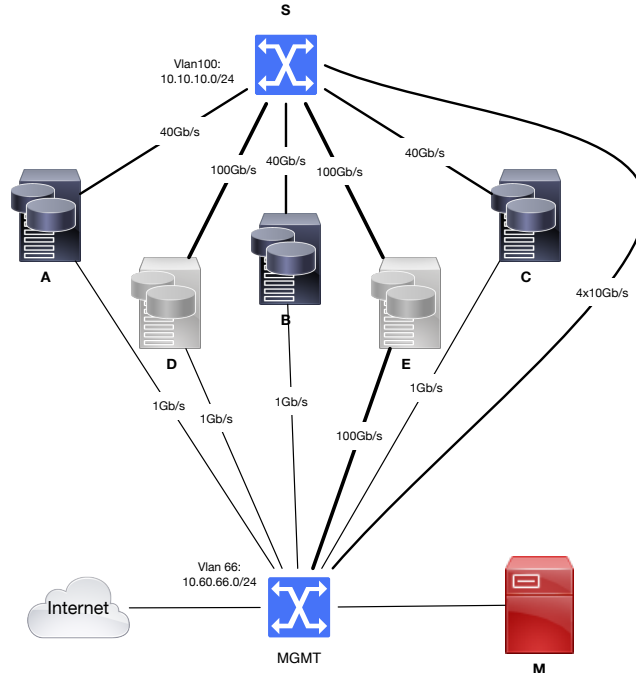 S
Vlan100:
10.10.10.0/24
40Gb/s
100Gb/s
40Gb/s
100Gb/s
40Gb/s
A
D
B
E
C
4x10Gb/s
1Gb/s
1Gb/s
1Gb/s
100Gb/s
1Gb/s
Vlan 66:
10.60.66.0/24
Internet
MGMT
M